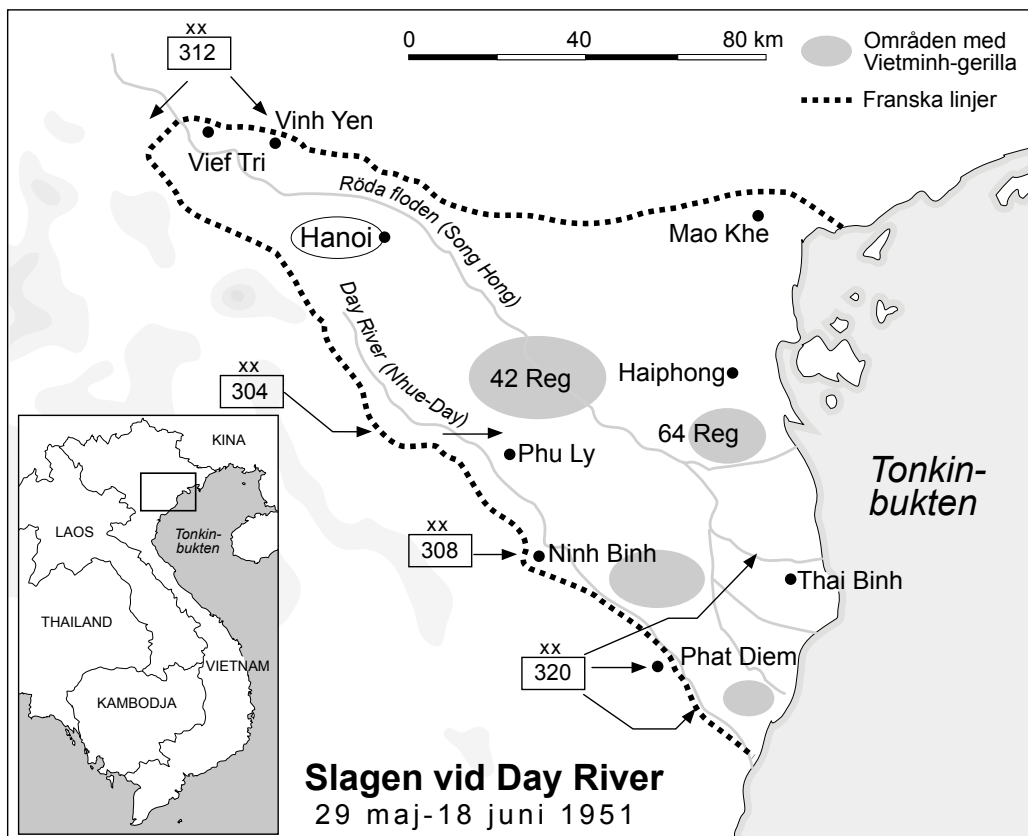 xx
312
0 40 80 km
Områden med
Vietminh-gerilla
Franska linjer
Vinh Yen
Vief Tri
Röda floden (Song Hong)
Mao Khe
Hanoi
Day River (Nhue-Day)
xx
304
42 Reg
Haiphong
64 Reg
Phu Ly
Tonkin-
bukten
KINA
LAOS
Tonkin-
bukten
THAILAND
VIETNAM
KAMBODJA
xx
308
Ninh Binh
Thai Binh
xx
320
Phat Diem
Slagen vid Day River
29 maj-18 juni 1951